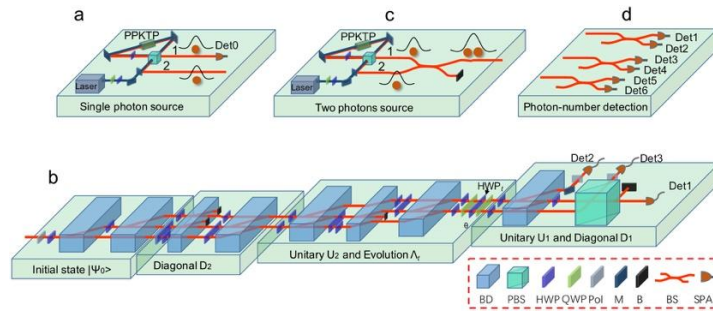 a
PPKTP
1
2
Det0
Laser
Single photon source
c
PPKTP
1
2
Laser
Two photons source
d
Det1
Det2
Det3
Det4
Det5
Det6
Photon-number detection
b
HWP
e
Det2
Det3
Det1
Initial state |Ψ₀>
Diagonal D₂
Unitary U₂ and Evolution Λᵣ
Unitary U₁ and Diagonal D₁
BD PBS HWP QWP Pol M B BS SPA